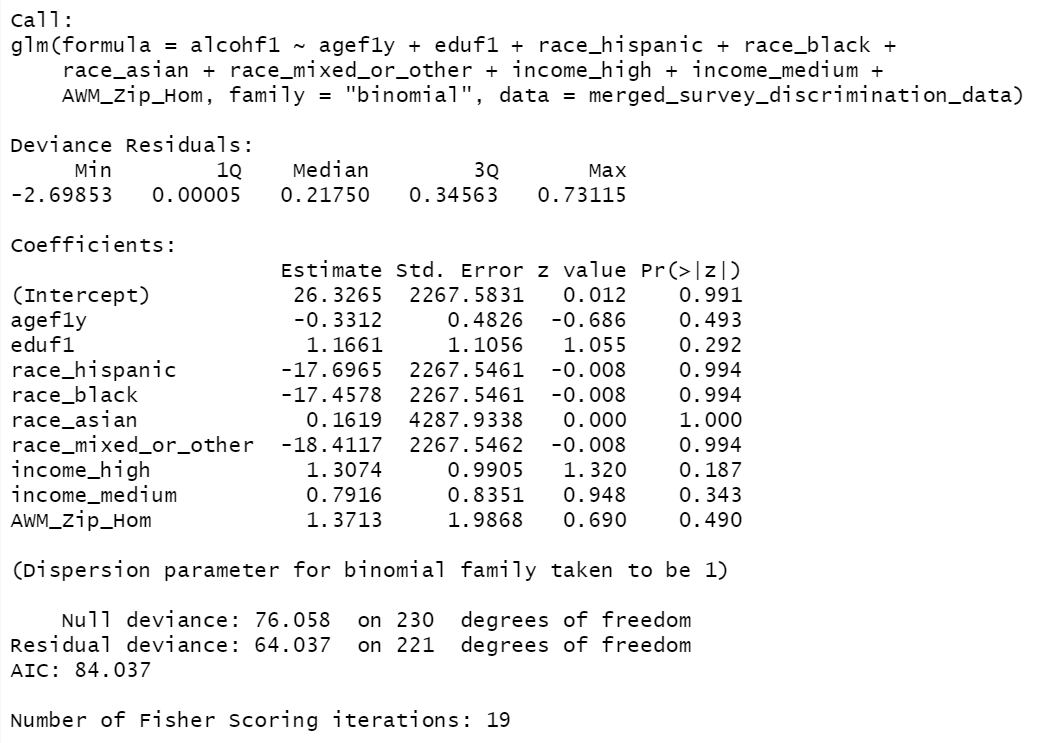 Call:
glm(formula = alcohf1 ~ agef1y + eduf1 + race_hispanic + race_black +
    race_asian + race_mixed_or_other + income_high + income_medium +
    AWM_Zip_Hom, family = "binomial", data = merged_survey_discrimination_data)

Deviance Residuals:
     Min        1Q    Median        3Q       Max
-2.69853   0.00005   0.21750   0.34563   0.73115

Coefficients:
                      Estimate Std. Error z value Pr(>|z|)
(Intercept)            26.3265  2267.5831   0.012    0.991
agef1y                 -0.3312     0.4826  -0.686    0.493
eduf1                   1.1661     1.1056   1.055    0.292
race_hispanic         -17.6965  2267.5461  -0.008    0.994
race_black            -17.4578  2267.5461  -0.008    0.994
race_asian              0.1619  4287.9338   0.000    1.000
race_mixed_or_other   -18.4117  2267.5462  -0.008    0.994
income_high             1.3074     0.9905   1.320    0.187
income_medium           0.7916     0.8351   0.948    0.343
AWM_Zip_Hom             1.3713     1.9868   0.690    0.490

(Dispersion parameter for binomial family taken to be 1)

    Null deviance: 76.058  on 230  degrees of freedom
Residual deviance: 64.037  on 221  degrees of freedom
AIC: 84.037

Number of Fisher Scoring iterations: 19